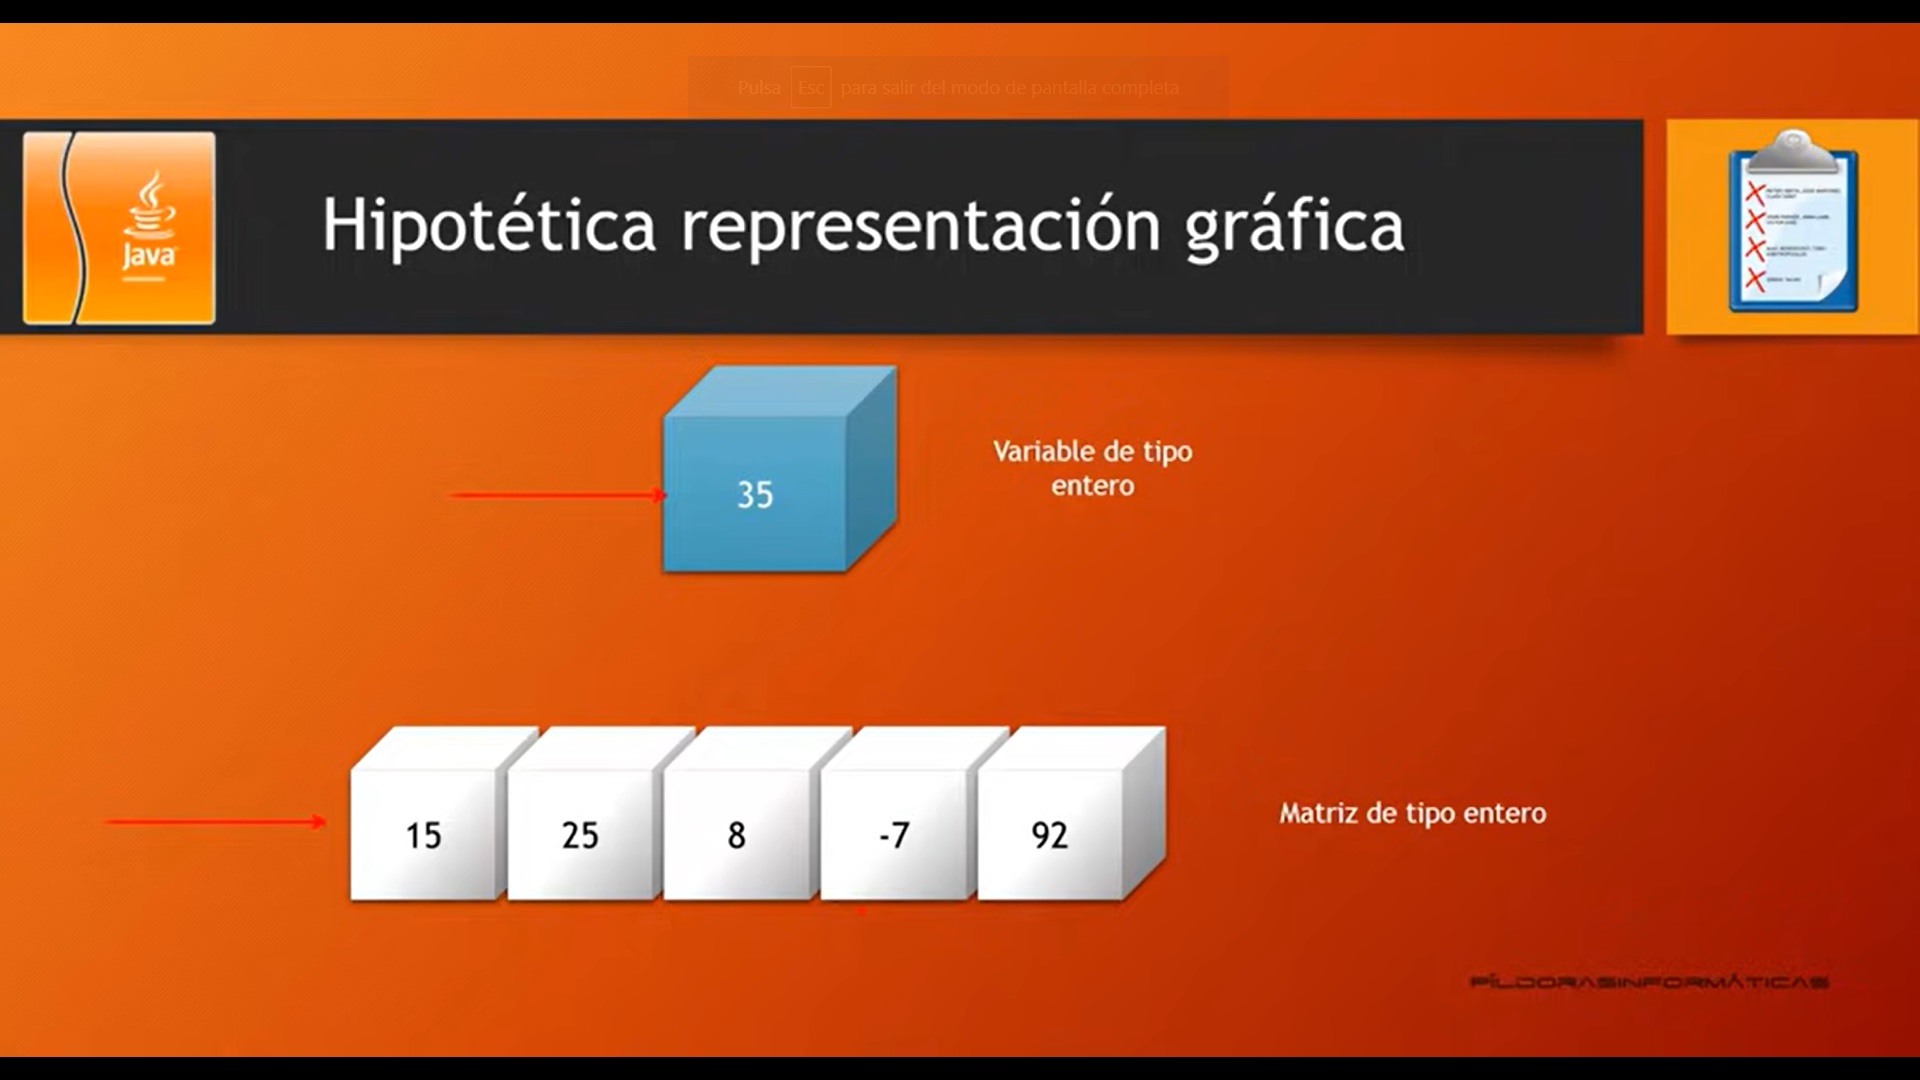 Pulsa Esc para salir del modo de pantalla completa
Java
Hipotética representación gráfica
35
Variable de tipo
entero
15 25 8 -7 92
Matriz de tipo entero
PÍLDORASINFORMÁTICAS